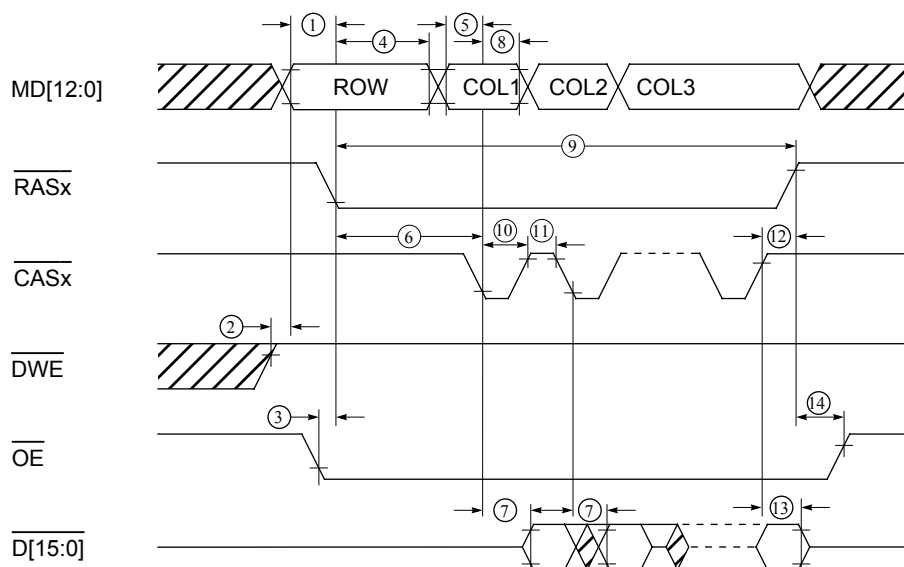 ① ④ ⑤ ⑧
MD[12:0] ROW COL1 COL2 COL3
⑨
RASx
⑥ ⑩ ⑪ ⑫
CASx
②
DWE
③ ⑭
OE
⑦ ⑦ ⑬
D[15:0]